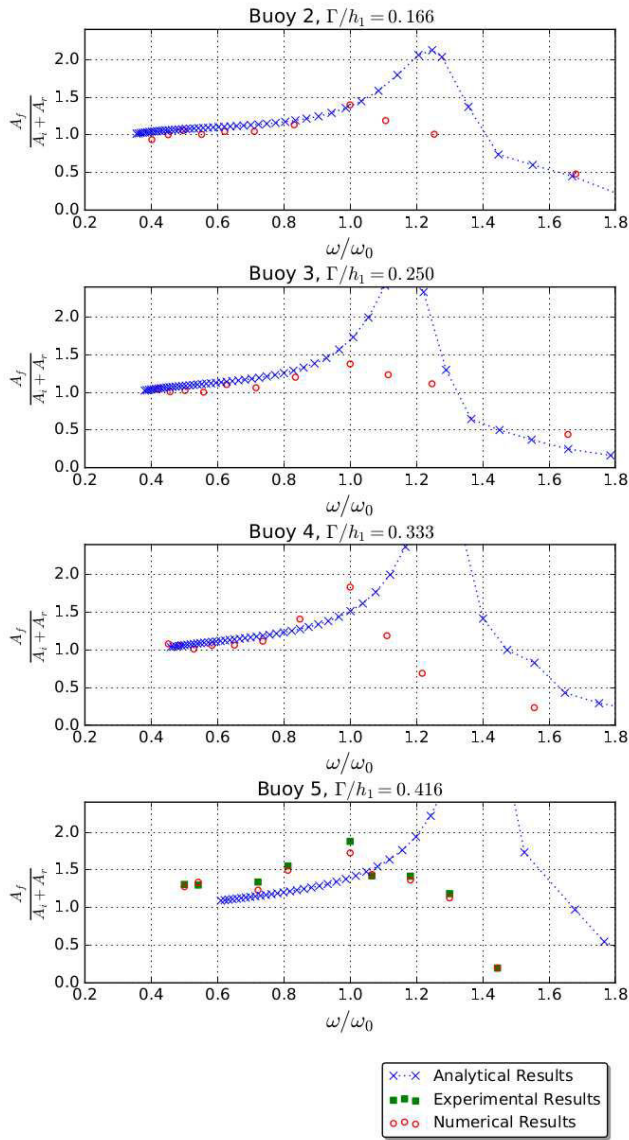 Buoy 2, Γ/h₁ = 0.166
2.0
1.5
1.0
0.5
0.0
A_f
A_i + A_r
0.2 0.4 0.6 0.8 1.0 1.2 1.4 1.6 1.8
ω/ω₀
Buoy 3, Γ/h₁ = 0.250
2.0
1.5
1.0
0.5
0.0
A_f
A_i + A_r
0.2 0.4 0.6 0.8 1.0 1.2 1.4 1.6 1.8
ω/ω₀
Buoy 4, Γ/h₁ = 0.333
2.0
1.5
1.0
0.5
0.0
A_f
A_i + A_r
0.2 0.4 0.6 0.8 1.0 1.2 1.4 1.6 1.8
ω/ω₀
Buoy 5, Γ/h₁ = 0.416
2.0
1.5
1.0
0.5
0.0
A_f
A_i + A_r
0.2 0.4 0.6 0.8 1.0 1.2 1.4 1.6 1.8
ω/ω₀
Analytical Results
Experimental Results
Numerical Results